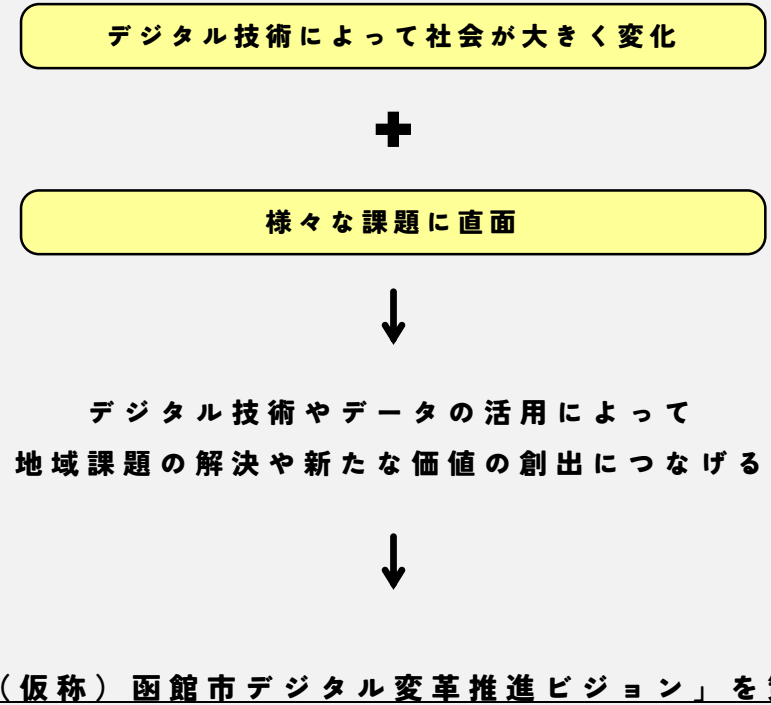 デジタル技術によって社会が大きく変化
様々な課題に直面
デジタル技術やデータの活用によって
地域課題の解決や新たな価値の創出につなげる
（仮称）函館市デジタル変革推進ビジョン」を